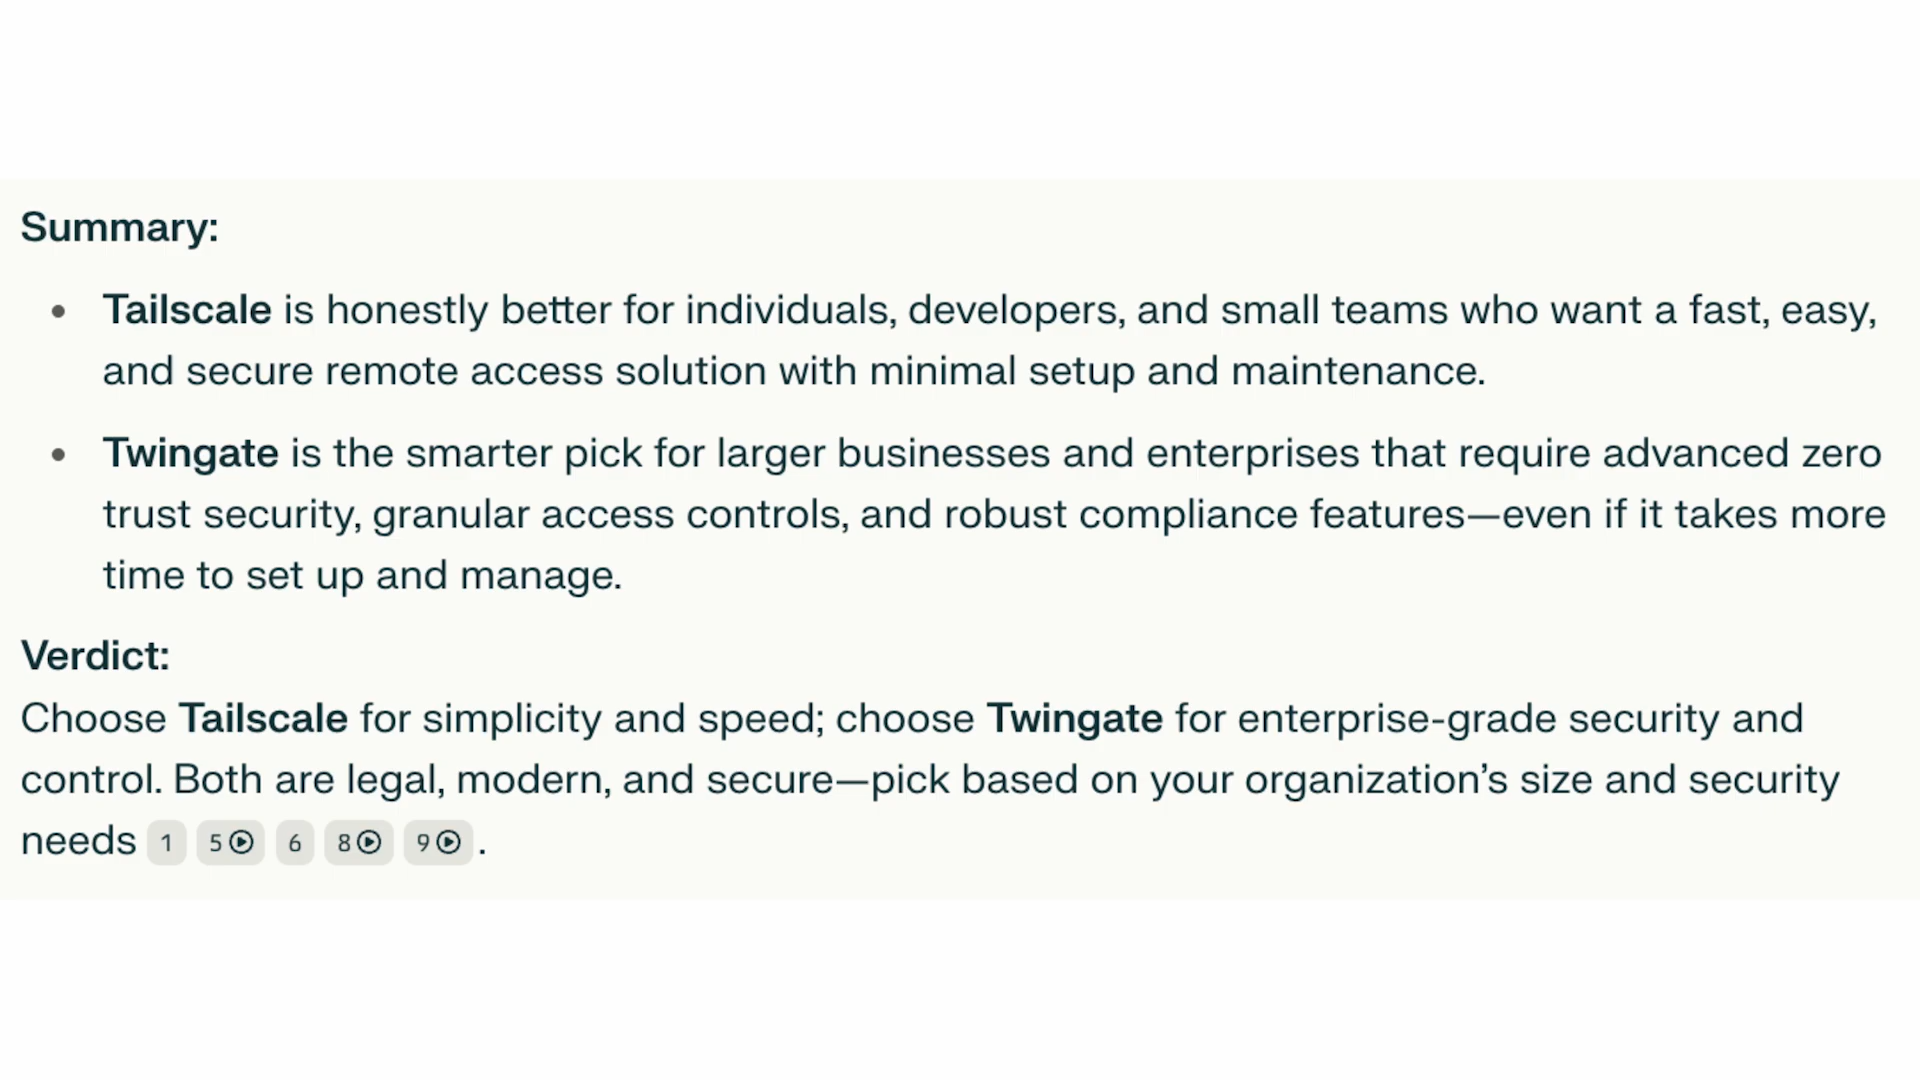 Summary:
• Tailscale is honestly better for individuals, developers, and small teams who want a fast, easy,
and secure remote access solution with minimal setup and maintenance.
• Twingate is the smarter pick for larger businesses and enterprises that require advanced zero
trust security, granular access controls, and robust compliance features—even if it takes more
time to set up and manage.
Verdict:
Choose Tailscale for simplicity and speed; choose Twingate for enterprise-grade security and
control. Both are legal, modern, and secure—pick based on your organization’s size and security
needs 1 5 6 8 9 .